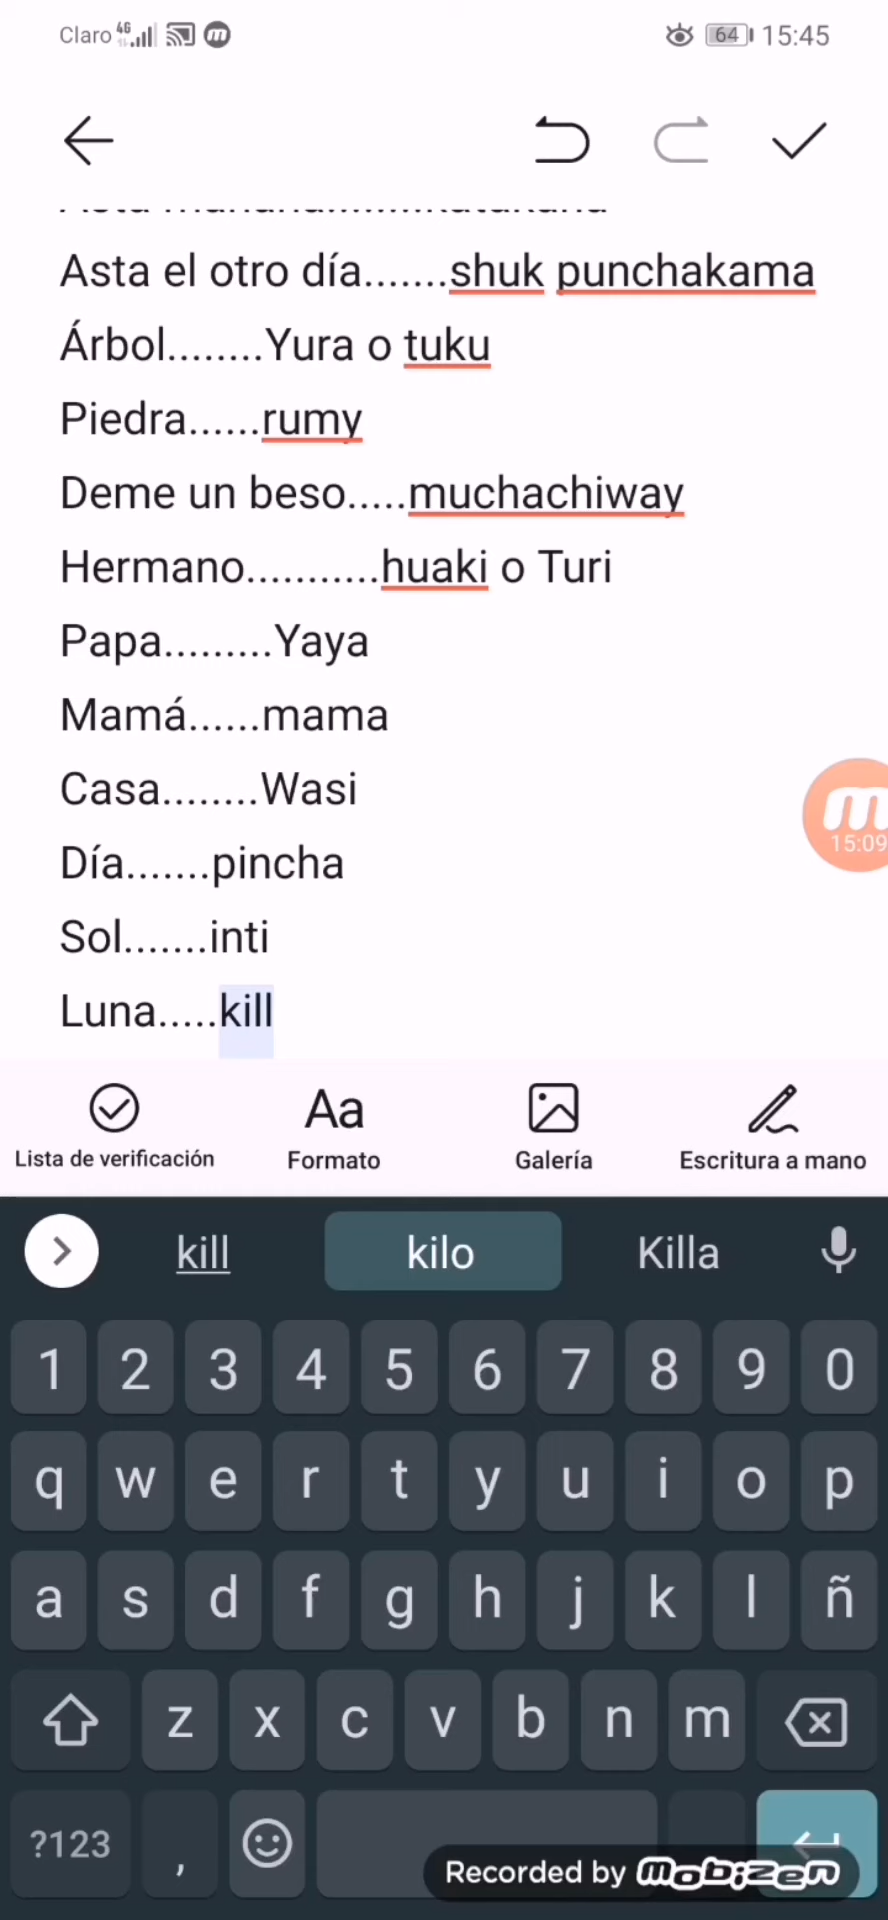 Claro 4G 64 15:45
Asta el otro día.......shuk punchakama
Árbol........Yura o tuku
Piedra......rumy
Deme un beso.....muchachiway
Hermano...........huaki o Turi
Papa.........Yaya
Mamá......mama
Casa........Wasi
15:09
Día.......pincha
Sol.......inti
Luna.....kill
Aa
Lista de verificación Formato Galería Escritura a mano
kill kilo Killa
1 2 3 4 5 6 7 8 9 0
q w e r t y u i o p
a s d f g h j k l ñ
z x c v b n m
?123 ,
Recorded by mobizen